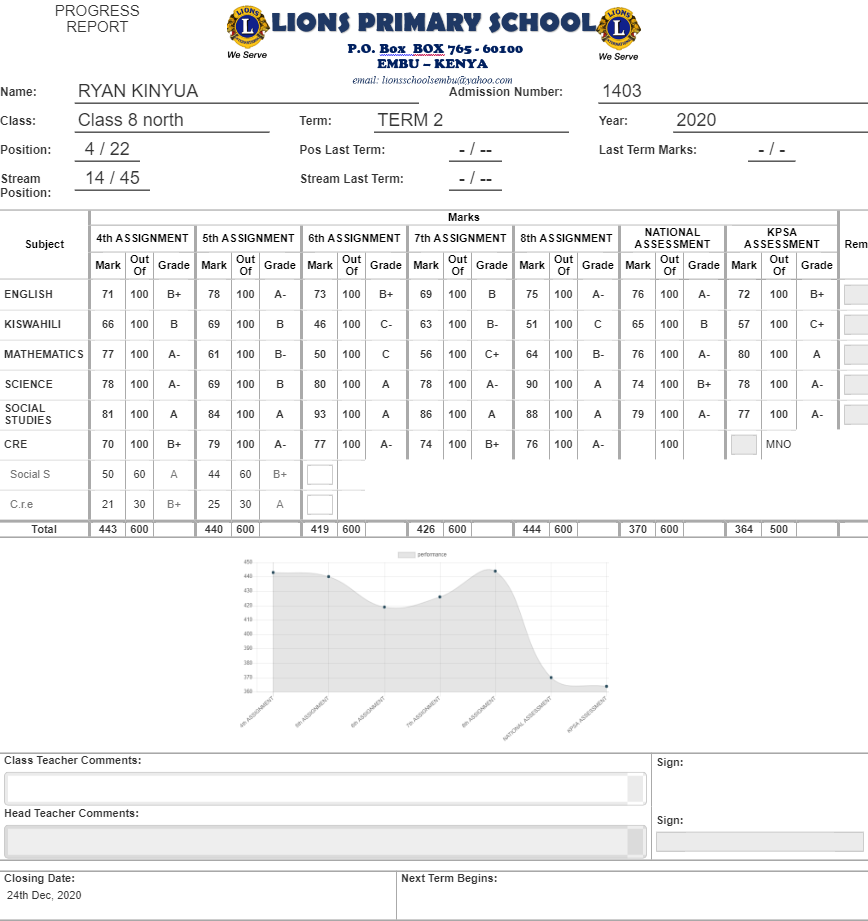 PROGRESS
REPORT
LIONS PRIMARY SCHOOL
P.O. Box BOX 765 - 60100
EMBU – KENYA
email: lionsschoolsembu@yahoo.com
LIONS L We Serve
LIONS L We Serve
Name: RYAN KINYUA Admission Number: 1403
Class: Class 8 north Term: TERM 2 Year: 2020
Position: 4 / 22 Pos Last Term: - / -- Last Term Marks: - / -
Stream Position: 14 / 45 Stream Last Term: - / --
Marks
Subject 4th ASSIGNMENT 5th ASSIGNMENT 6th ASSIGNMENT 7th ASSIGNMENT 8th ASSIGNMENT NATIONAL ASSESSMENT KPSA ASSESSMENT Rem
Mark Out Of Grade Mark Out Of Grade Mark Out Of Grade Mark Out Of Grade Mark Out Of Grade Mark Out Of Grade Mark Out Of Grade
ENGLISH 71 100 B+ 78 100 A- 73 100 B+ 69 100 B 75 100 A- 76 100 A- 72 100 B+
KISWAHILI 66 100 B 69 100 B 46 100 C- 63 100 B- 51 100 C 65 100 B 57 100 C+
MATHEMATICS 77 100 A- 61 100 B- 50 100 C 56 100 C+ 64 100 B- 76 100 A- 80 100 A
SCIENCE 78 100 A- 69 100 B 80 100 A 78 100 A- 90 100 A 74 100 B+ 78 100 A-
SOCIAL STUDIES 81 100 A 84 100 A 93 100 A 86 100 A 88 100 A 79 100 A- 77 100 A-
CRE 70 100 B+ 79 100 A- 77 100 A- 74 100 B+ 76 100 A- 100 MNO
Social S 50 60 A 44 60 B+
C.r.e 21 30 B+ 25 30 A
Total 443 600 440 600 419 600 426 600 444 600 370 600 364 500
performance
450
440
430
420
410
400
390
380
370
360
4th ASSIGNMENT 5th ASSIGNMENT 6th ASSIGNMENT 7th ASSIGNMENT 8th ASSIGNMENT NATIONAL ASSESSMENT KPSA ASSESSMENT
Class Teacher Comments: Sign:
Head Teacher Comments: Sign:
Closing Date: Next Term Begins:
24th Dec, 2020